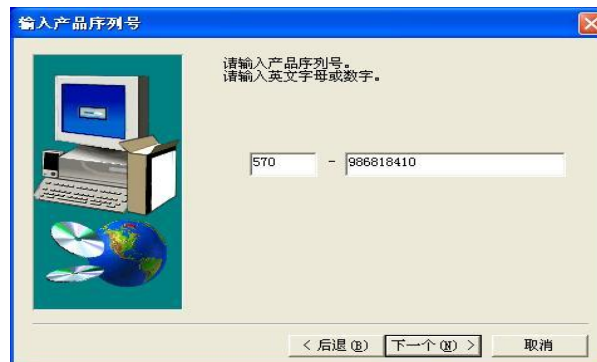 输入产品序列号
请输入产品序列号。
请输入英文字母或数字。
570 - 986818410
< 后退(B) 下一个(N) > 取消